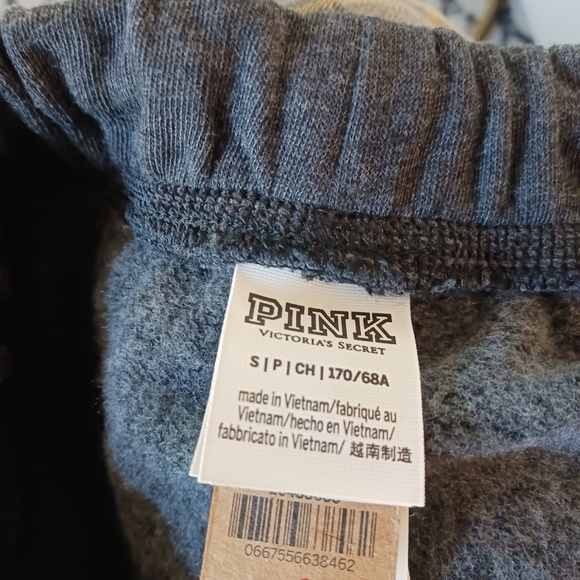 PINK
VICTORIA'S SECRET
S | P | CH | 170/68A
made in Vietnam/fabriqué au
Vietnam/hecho en Vietnam/
fabbricato in Vietnam/ 越南制造
0667556638462